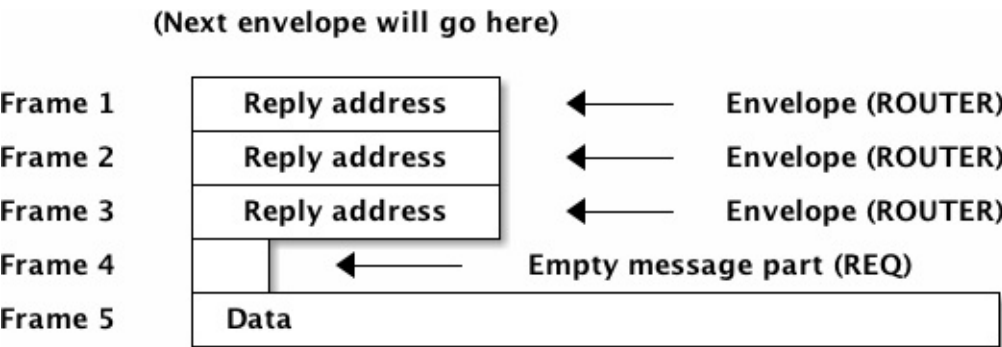 (Next envelope will go here)
Frame 1 Reply address Envelope (ROUTER)
Frame 2 Reply address Envelope (ROUTER)
Frame 3 Reply address Envelope (ROUTER)
Frame 4 Empty message part (REQ)
Frame 5 Data